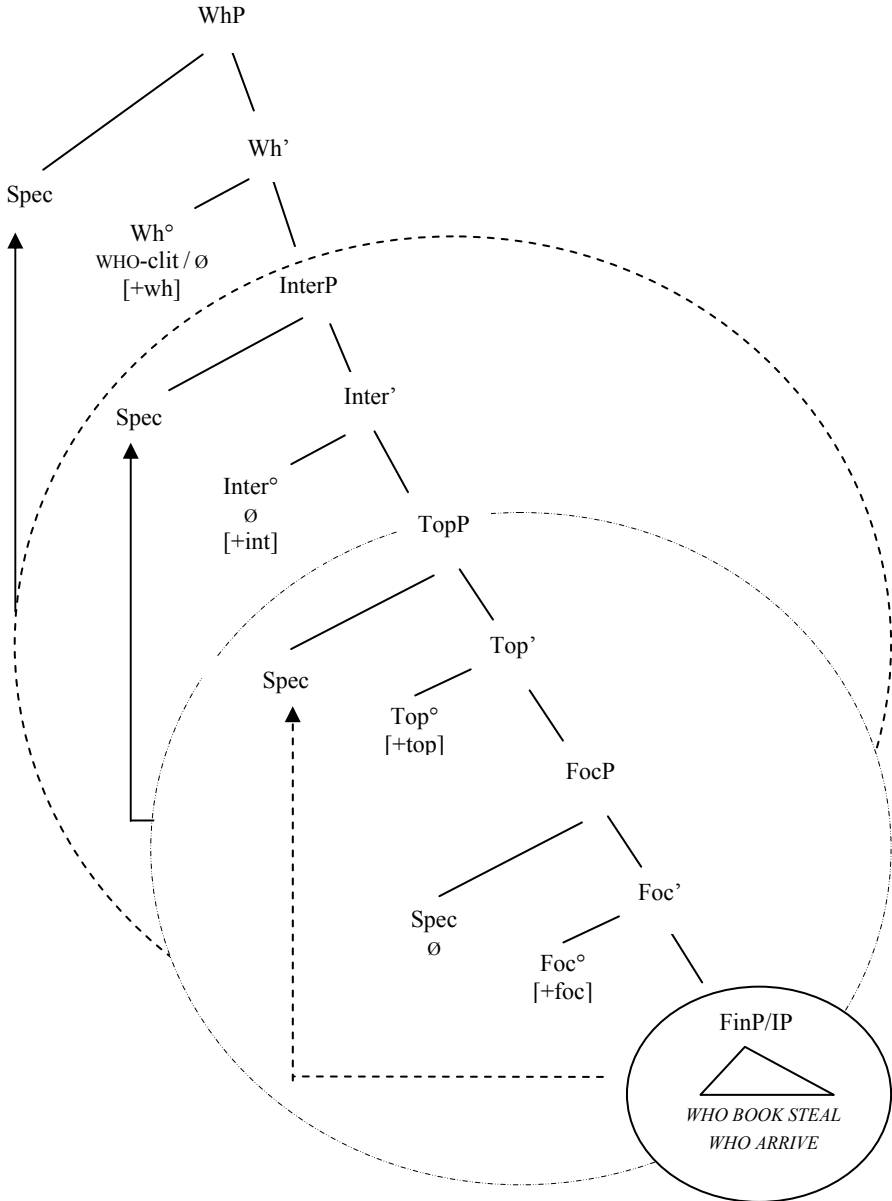 WhP
Wh’
Spec
Wh°
WHO-clit / Ø
[+wh]
InterP
Inter’
Spec
Inter°
Ø
[+int]
TopP
Top’
Spec
Top°
[+top]
FocP
Foc’
Spec
Ø
Foc°
[+foc]
FinP/IP
WHO BOOK STEAL
WHO ARRIVE